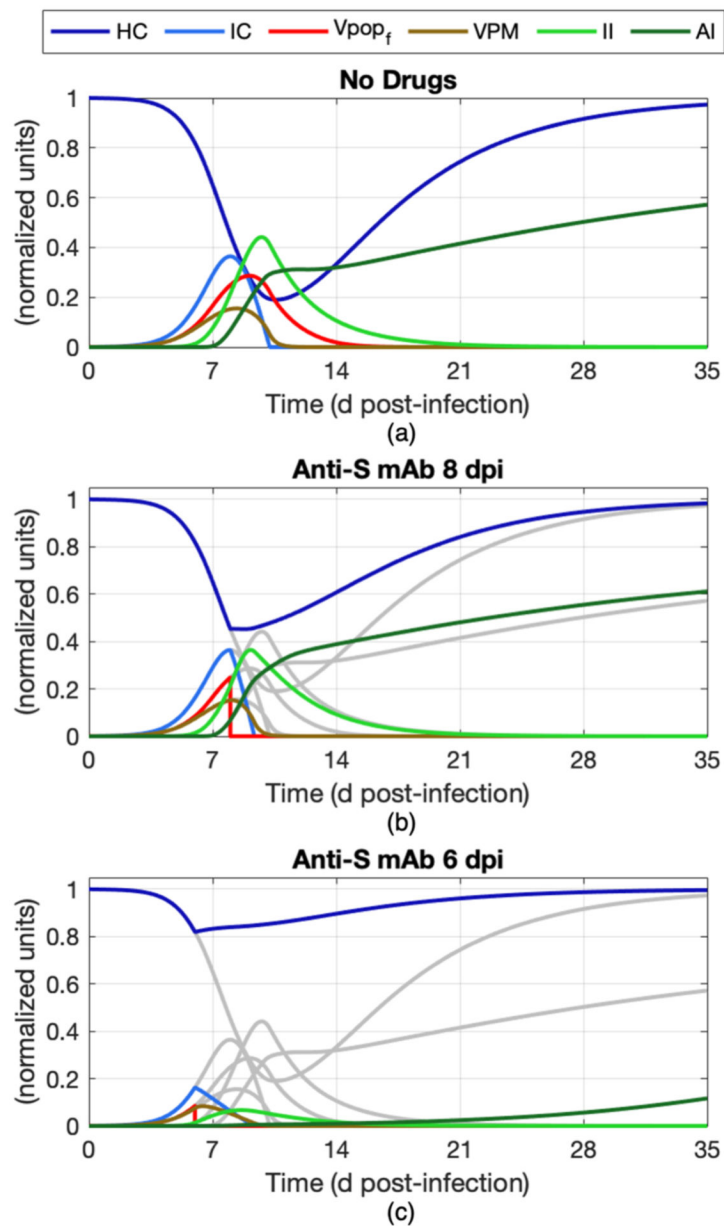 HC IC Vpop_f VPM II AI
No Drugs
1
0.8
0.6
0.4
0.2
0
(normalized units)
0 7 14 21 28 35
Time (d post-infection)
(a)
Anti-S mAb 8 dpi
1
0.8
0.6
0.4
0.2
0
(normalized units)
0 7 14 21 28 35
Time (d post-infection)
(b)
Anti-S mAb 6 dpi
1
0.8
0.6
0.4
0.2
0
(normalized units)
0 7 14 21 28 35
Time (d post-infection)
(c)